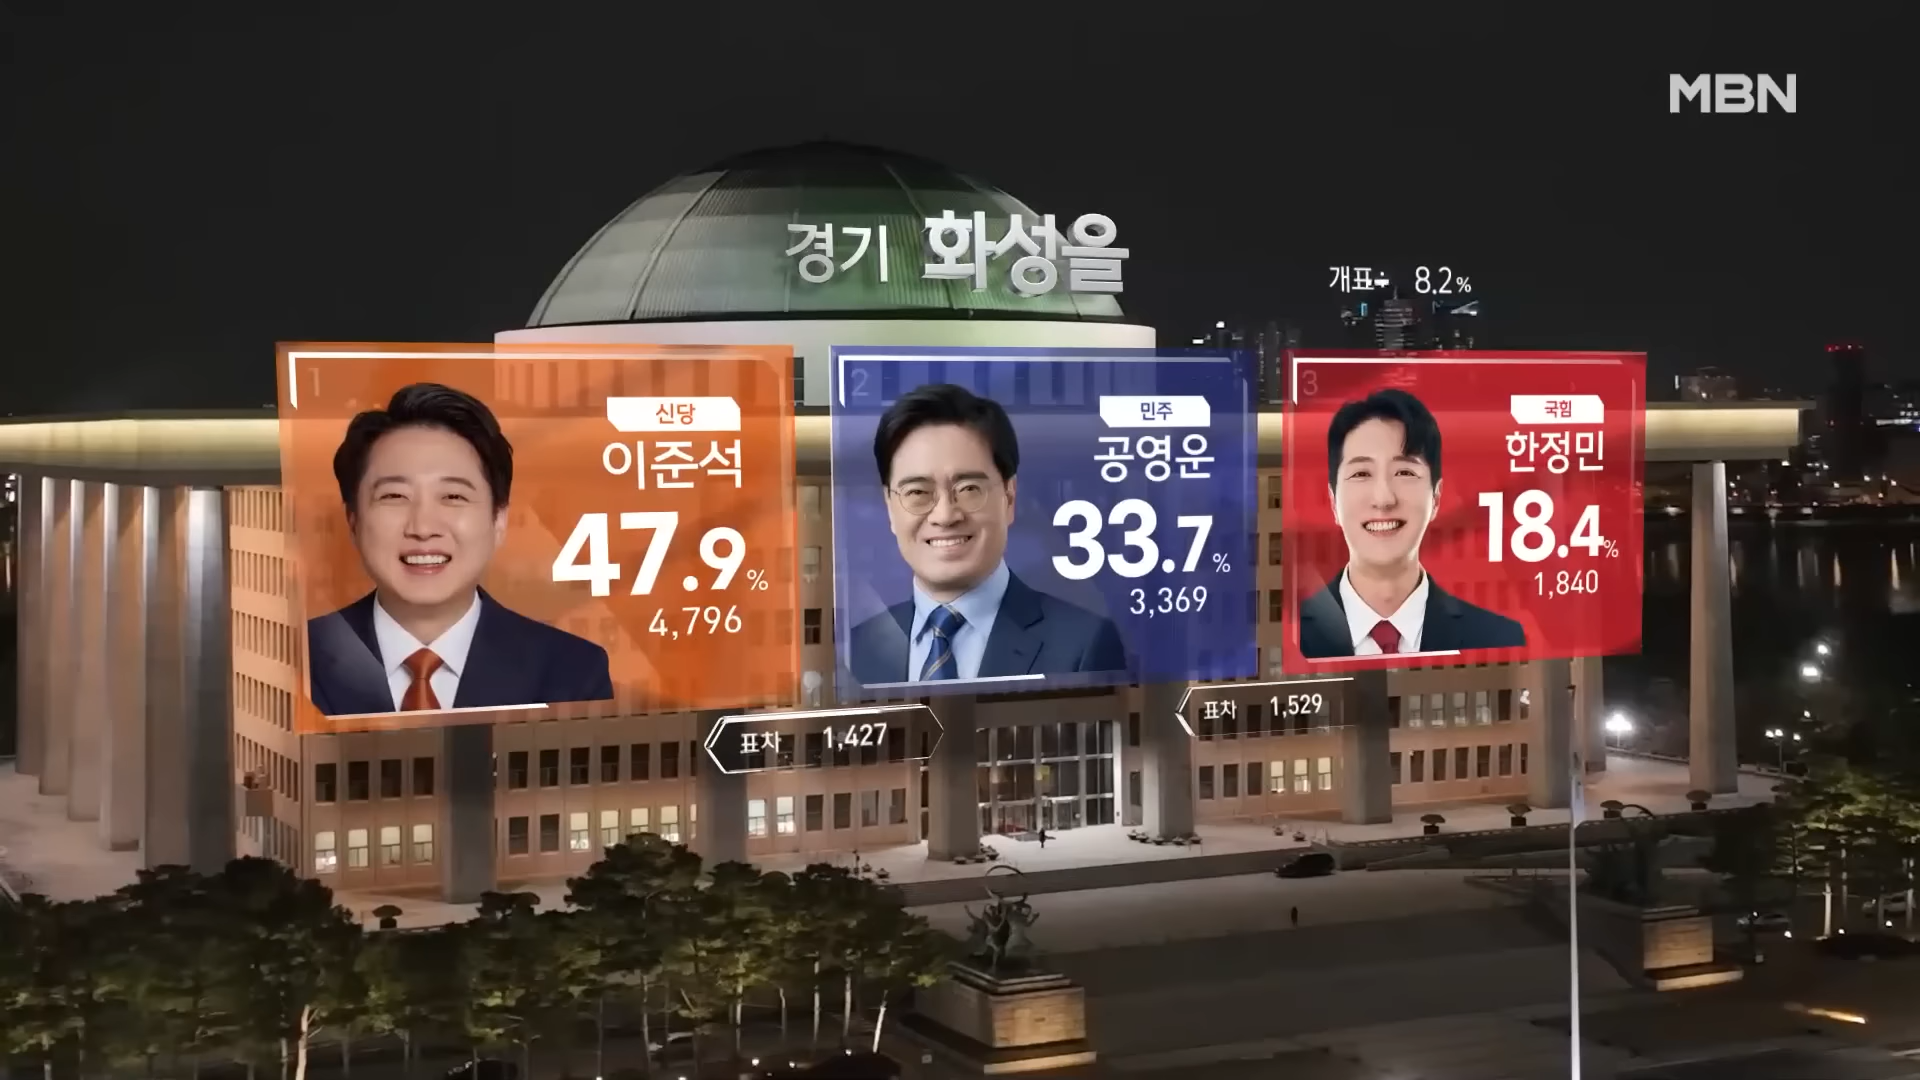 MBN
경기 화성을
개표 8.2%
1
신당
이준석
47.9%
4,796
2
민주
공영운
33.7%
3,369
3
국힘
한정민
18.4%
1,840
표차 1,427
표차 1,529